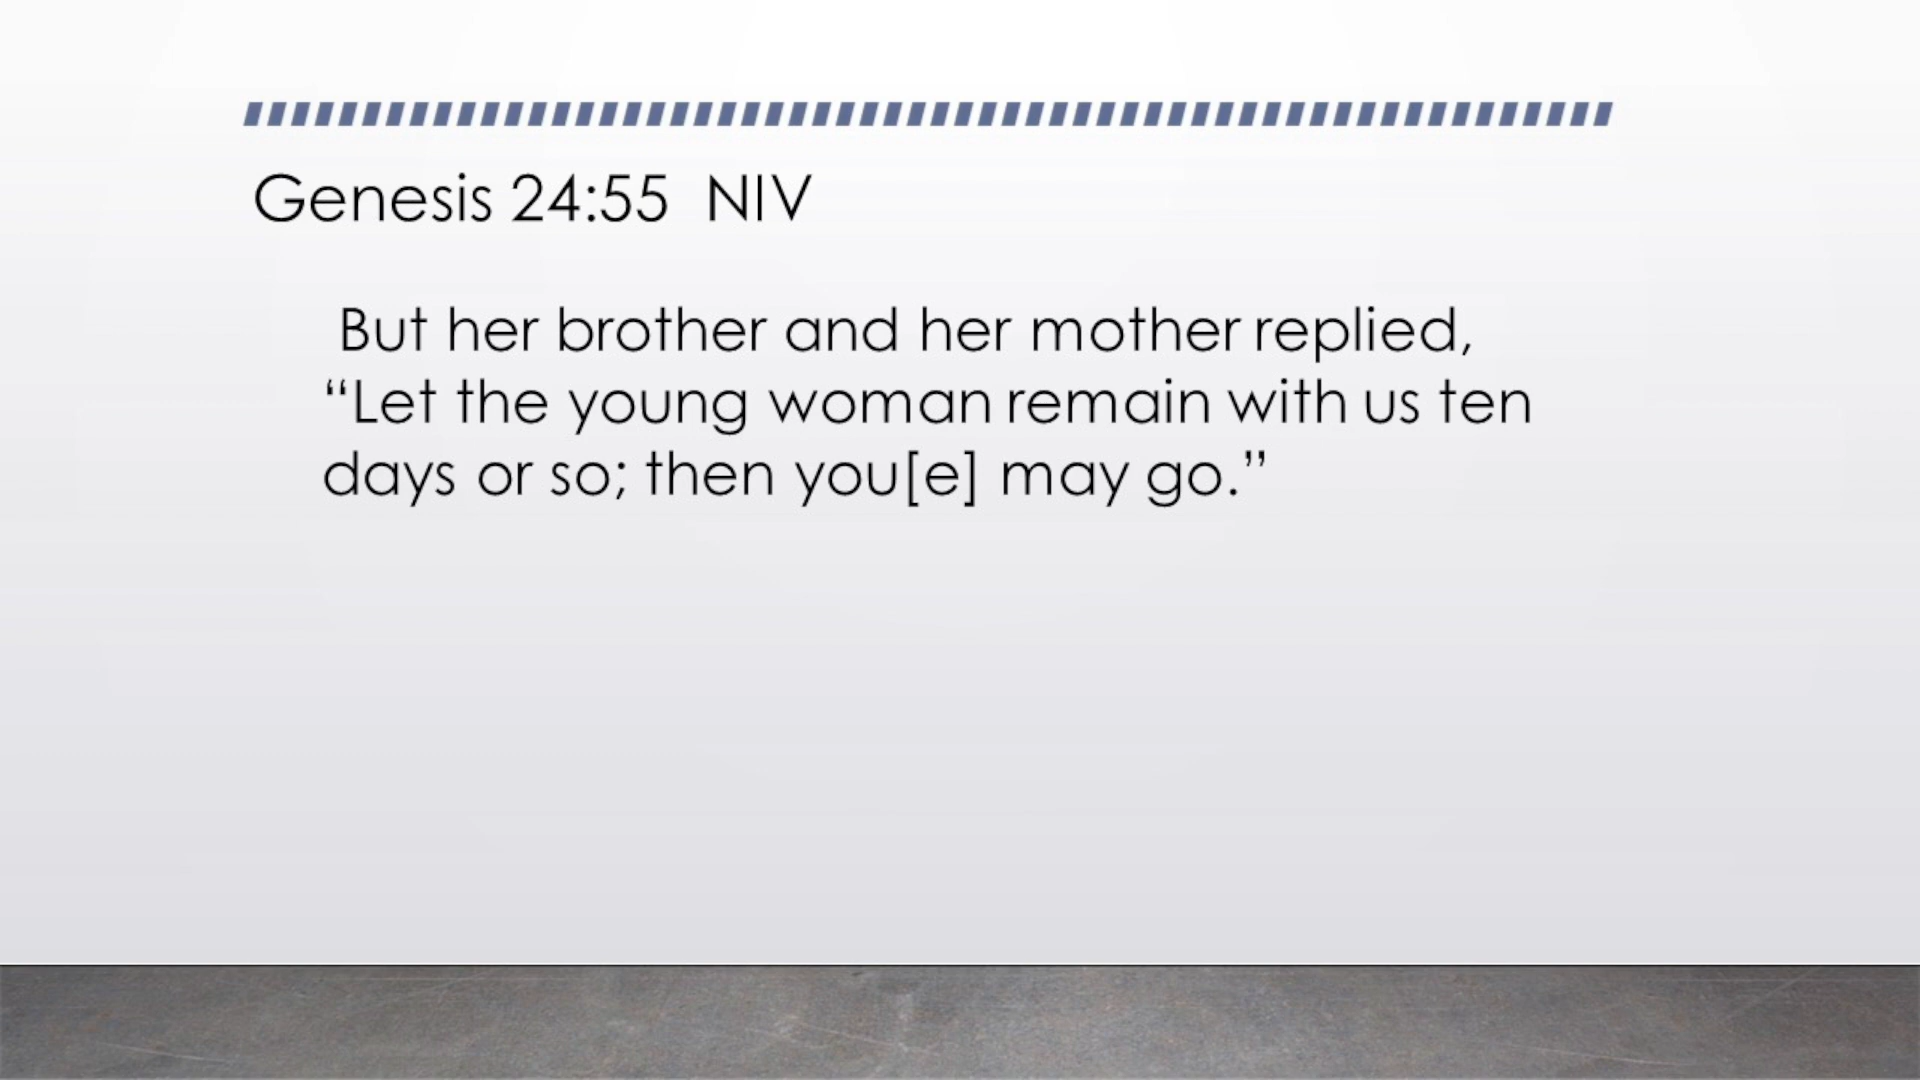 Genesis 24:55 NIV
But her brother and her mother replied,
“Let the young woman remain with us ten
days or so; then you[e] may go.”